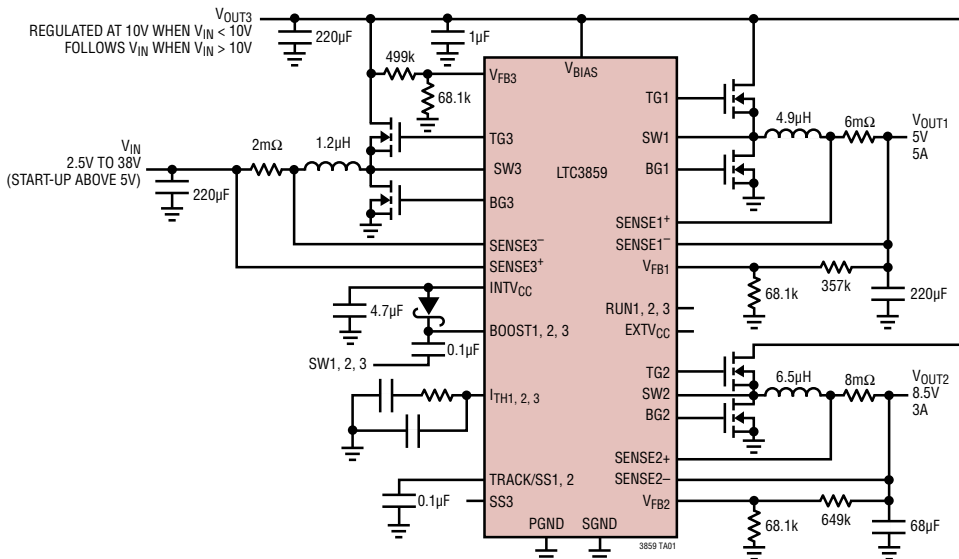 VOUT3
REGULATED AT 10V WHEN VIN < 10V
FOLLOWS VIN WHEN VIN > 10V
220µF
1µF
499k
68.1k
VFB3
VBIAS
TG1
SW1
BG1
4.9µH
6mΩ
VOUT1
5V
5A
VIN
2.5V TO 38V
(START-UP ABOVE 5V)
220µF
2mΩ
1.2µH
TG3
SW3
BG3
LTC3859
SENSE3−
SENSE3+
SENSE1+
SENSE1−
VFB1
68.1k
357k
220µF
INTVCC
4.7µF
BOOST1, 2, 3
0.1µF
SW1, 2, 3
RUN1, 2, 3
EXTVCC
TG2
SW2
BG2
6.5µH
8mΩ
VOUT2
8.5V
3A
ITH1, 2, 3
SENSE2+
SENSE2–
TRACK/SS1, 2
0.1µF
SS3
VFB2
68.1k
649k
68µF
PGND
SGND
3859 TA01